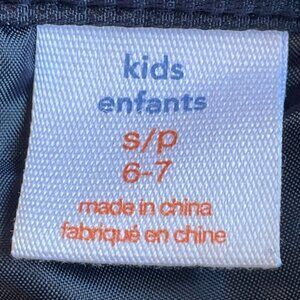 kids
enfants
s/p
6-7
made in china
fabriqué en chine